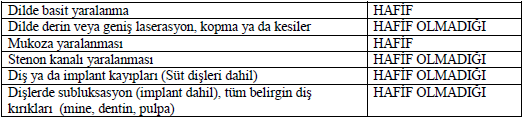 Dilde basit yaralanma HAFİF
Dilde derin veya geniş laserasyon, kopma ya da kesiler HAFİF OLMADIĞI
Mukoza yaralanması HAFİF
Stenon kanalı yaralanması HAFİF OLMADIĞI
Diş ya da implant kayıpları (Süt dişleri dahil) HAFİF OLMADIĞI
Dişlerde subluksasyon (implant dahil), tüm belirgin diş HAFİF OLMADIĞI
kırıkları (mine, dentin, pulpa)